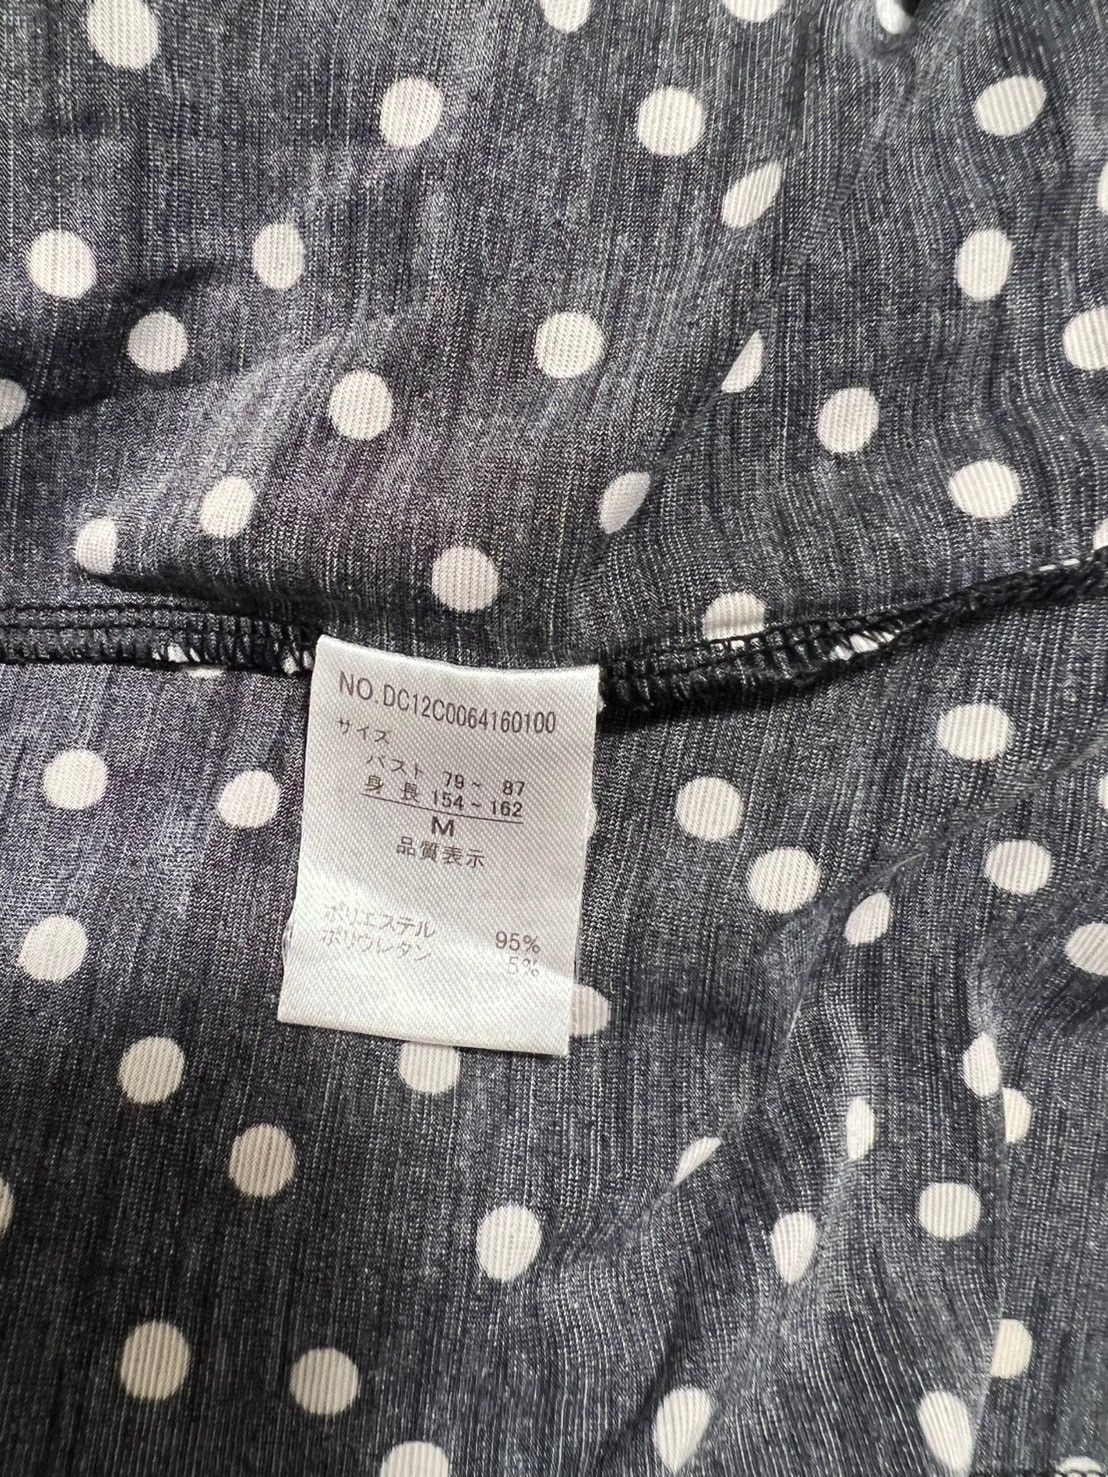 NO.DC12C0064160100
サイズ
バスト 79～ 87
身長 154～162
M
品質表示
ポリエステル 95%
ポリウレタン 5%